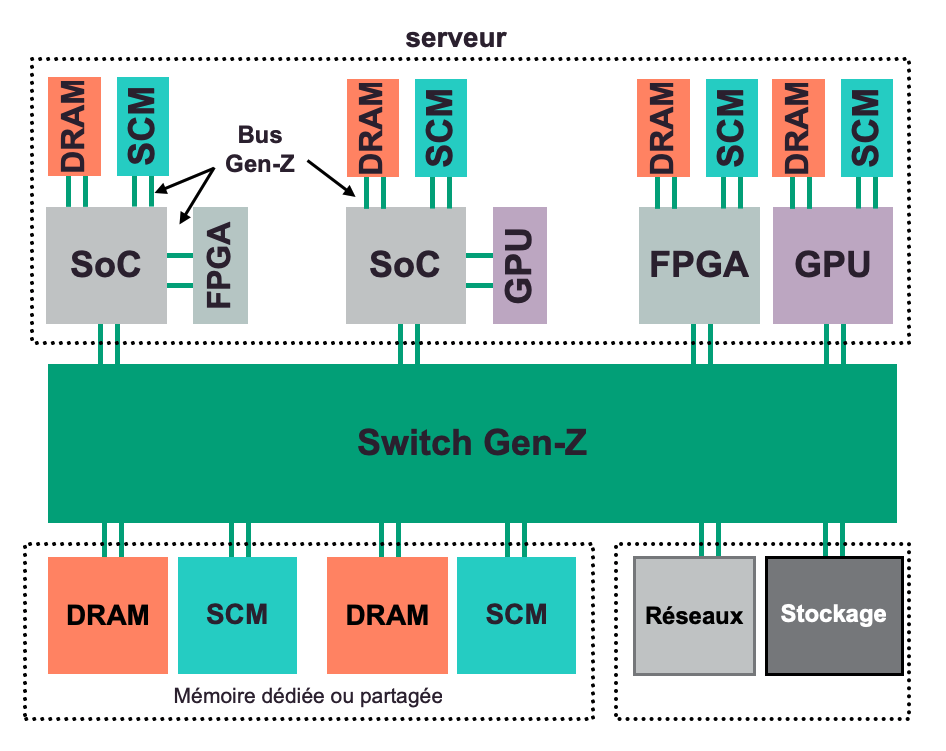 serveur
DRAM
SCM
Bus
Gen-Z
DRAM
SCM
DRAM
SCM
DRAM
SCM
SoC
FPGA
SoC
GPU
FPGA
GPU
Switch Gen-Z
DRAM
SCM
DRAM
SCM
Réseaux
Stockage
Mémoire dédiée ou partagée